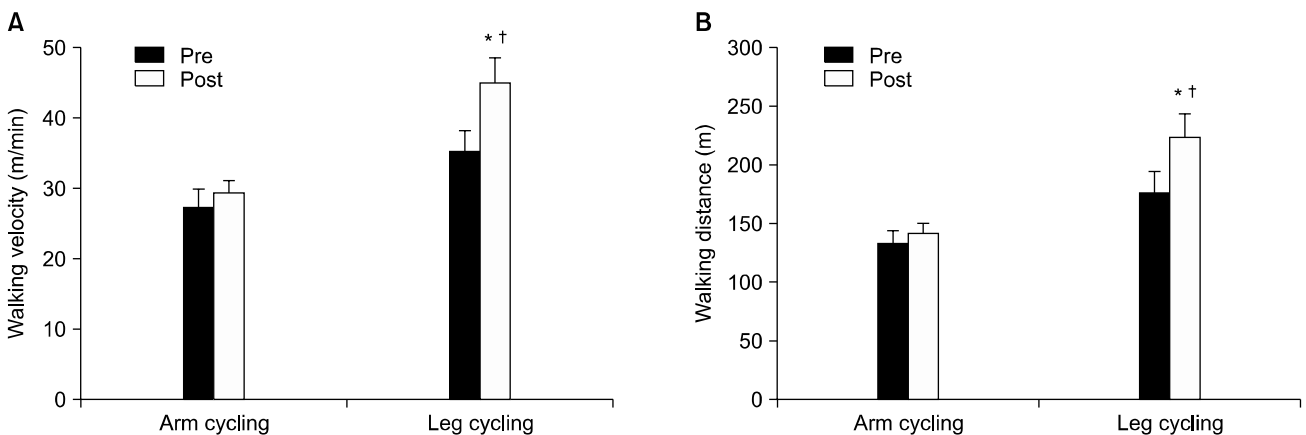 A
Walking velocity (m/min)
50
40
30
20
10
0
Pre
Post
* †
Arm cycling
Leg cycling
B
Walking distance (m)
300
250
200
150
100
50
0
Pre
Post
* †
Arm cycling
Leg cycling